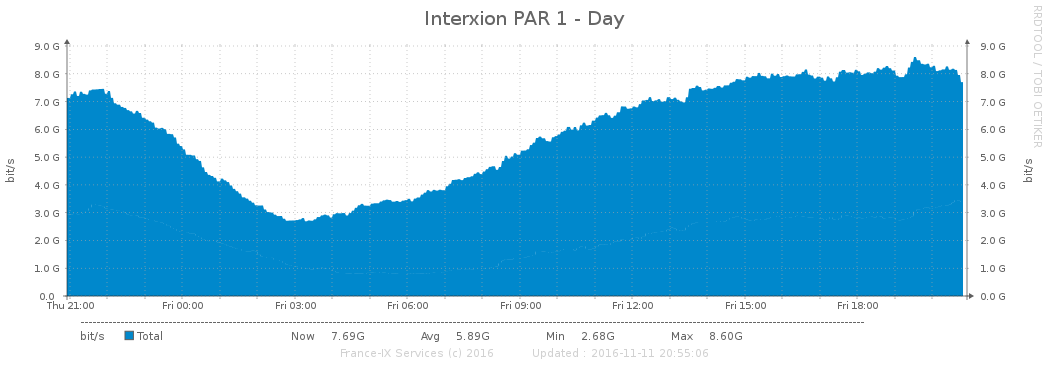 Interxion PAR 1 - Day
RRDTOOL / TOBI OETIKER
bit/s
9.0 G 9.0 G
8.0 G 8.0 G
7.0 G 7.0 G
6.0 G 6.0 G
5.0 G 5.0 G
4.0 G 4.0 G
3.0 G 3.0 G
2.0 G 2.0 G
1.0 G 1.0 G
0.0 0.0 G
bit/s
Thu 21:00 Fri 00:00 Fri 03:00 Fri 06:00 Fri 09:00 Fri 12:00 Fri 15:00 Fri 18:00
bit/s Total Now 7.69G Avg 5.89G Min 2.68G Max 8.60G
France-IX Services (c) 2016 Updated : 2016-11-11 20:55:06